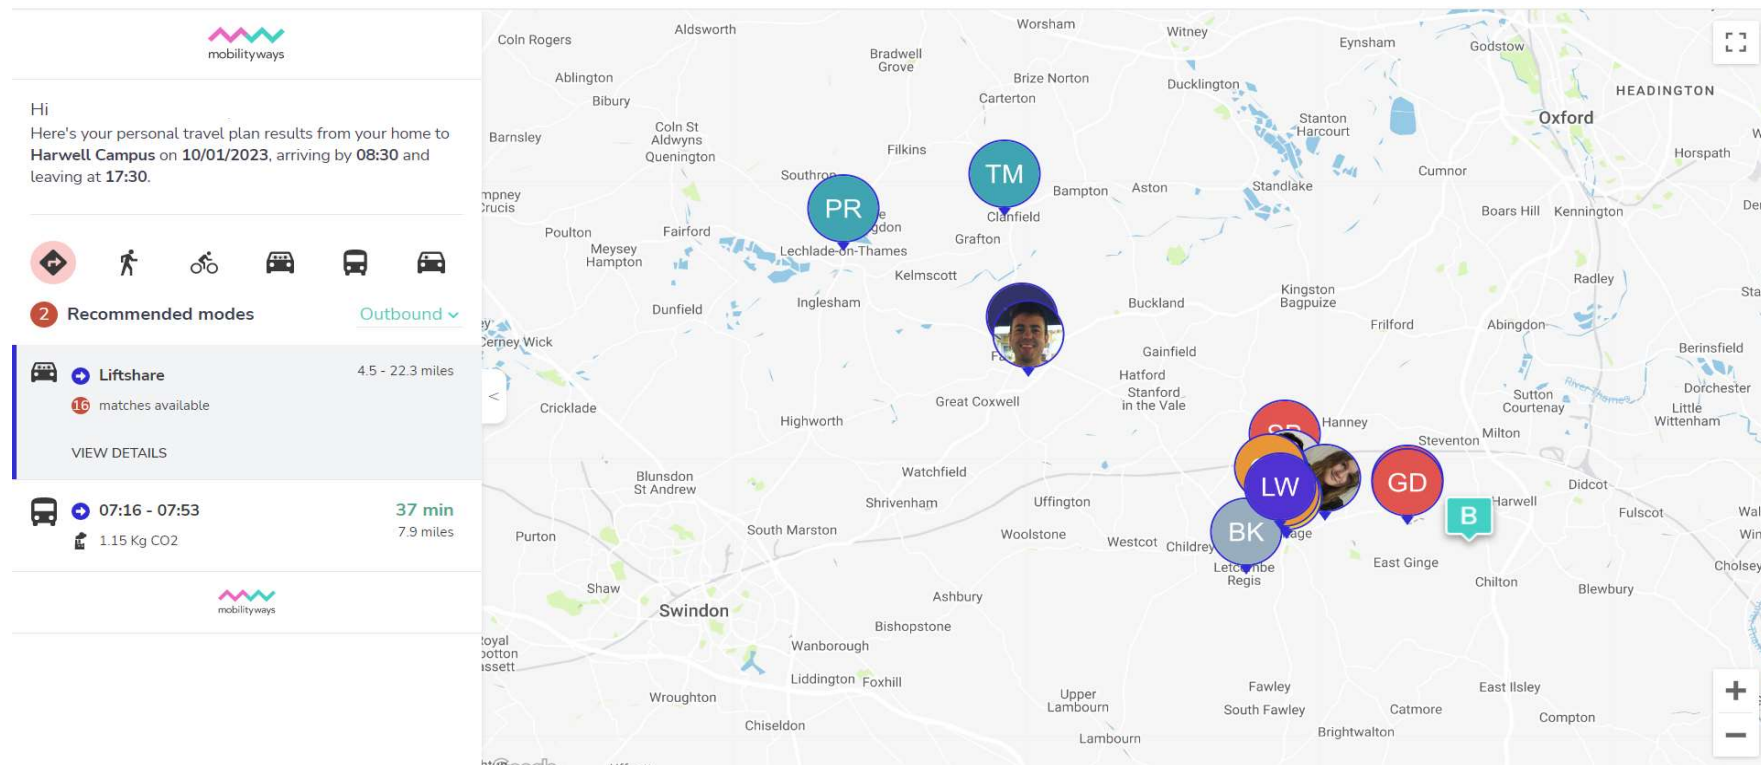 mobilityways
Hi
Here's your personal travel plan results from your home to
Harwell Campus on 10/01/2023, arriving by 08:30 and
leaving at 17:30.
2 Recommended modes
Outbound
Liftshare
4.5 - 22.3 miles
16 matches available
VIEW DETAILS
07:16 - 07:53
37 min
1.15 Kg CO2
7.9 miles
mobilityways
<
Coln Rogers
Aldsworth
Worsham
Witney
Eynsham
Godstow
Bradwell
Grove
Ablington
Brize Norton
Ducklington
HEADINGTON
Bibury
Carterton
Oxford
Stanton
Harcourt
Barnsley
Coln St
Aldwyns
Quenington
Filkins
Horspath
Southrop
TM
Cumnor
Bampton
Aston
Standlake
PR
Clanfield
Boars Hill
Kennington
Poulton
Fairford
Grafton
Meysey
Hampton
Lechlade-on-Thames
Kelmscott
Radley
Dunfield
Inglesham
Buckland
Kingston
Bagpuize
Frilford
Abingdon
Cerney Wick
Gainfield
Berinsfield
Hatford
Stanford
in the Vale
River Thames
Dorchester
Sutton
Courtenay
Little
Wittenham
Great Coxwell
Cricklade
Highworth
Hanney
Steventon
Milton
Blunsdon
St Andrew
Watchfield
LW
GD
Didcot
Shrivenham
Uffington
Harwell
B
Fulscot
Purton
South Marston
Woolstone
Westcot
Childrey
BK
East Ginge
Cholsey
Letcombe
Regis
Chilton
Blewbury
Shaw
Ashbury
Swindon
Bishopstone
Wanborough
Liddington
Foxhill
Wroughton
Upper
Lambourn
Fawley
East Ilsley
South Fawley
Catmore
Compton
Chiseldon
Brightwalton
Lambourn